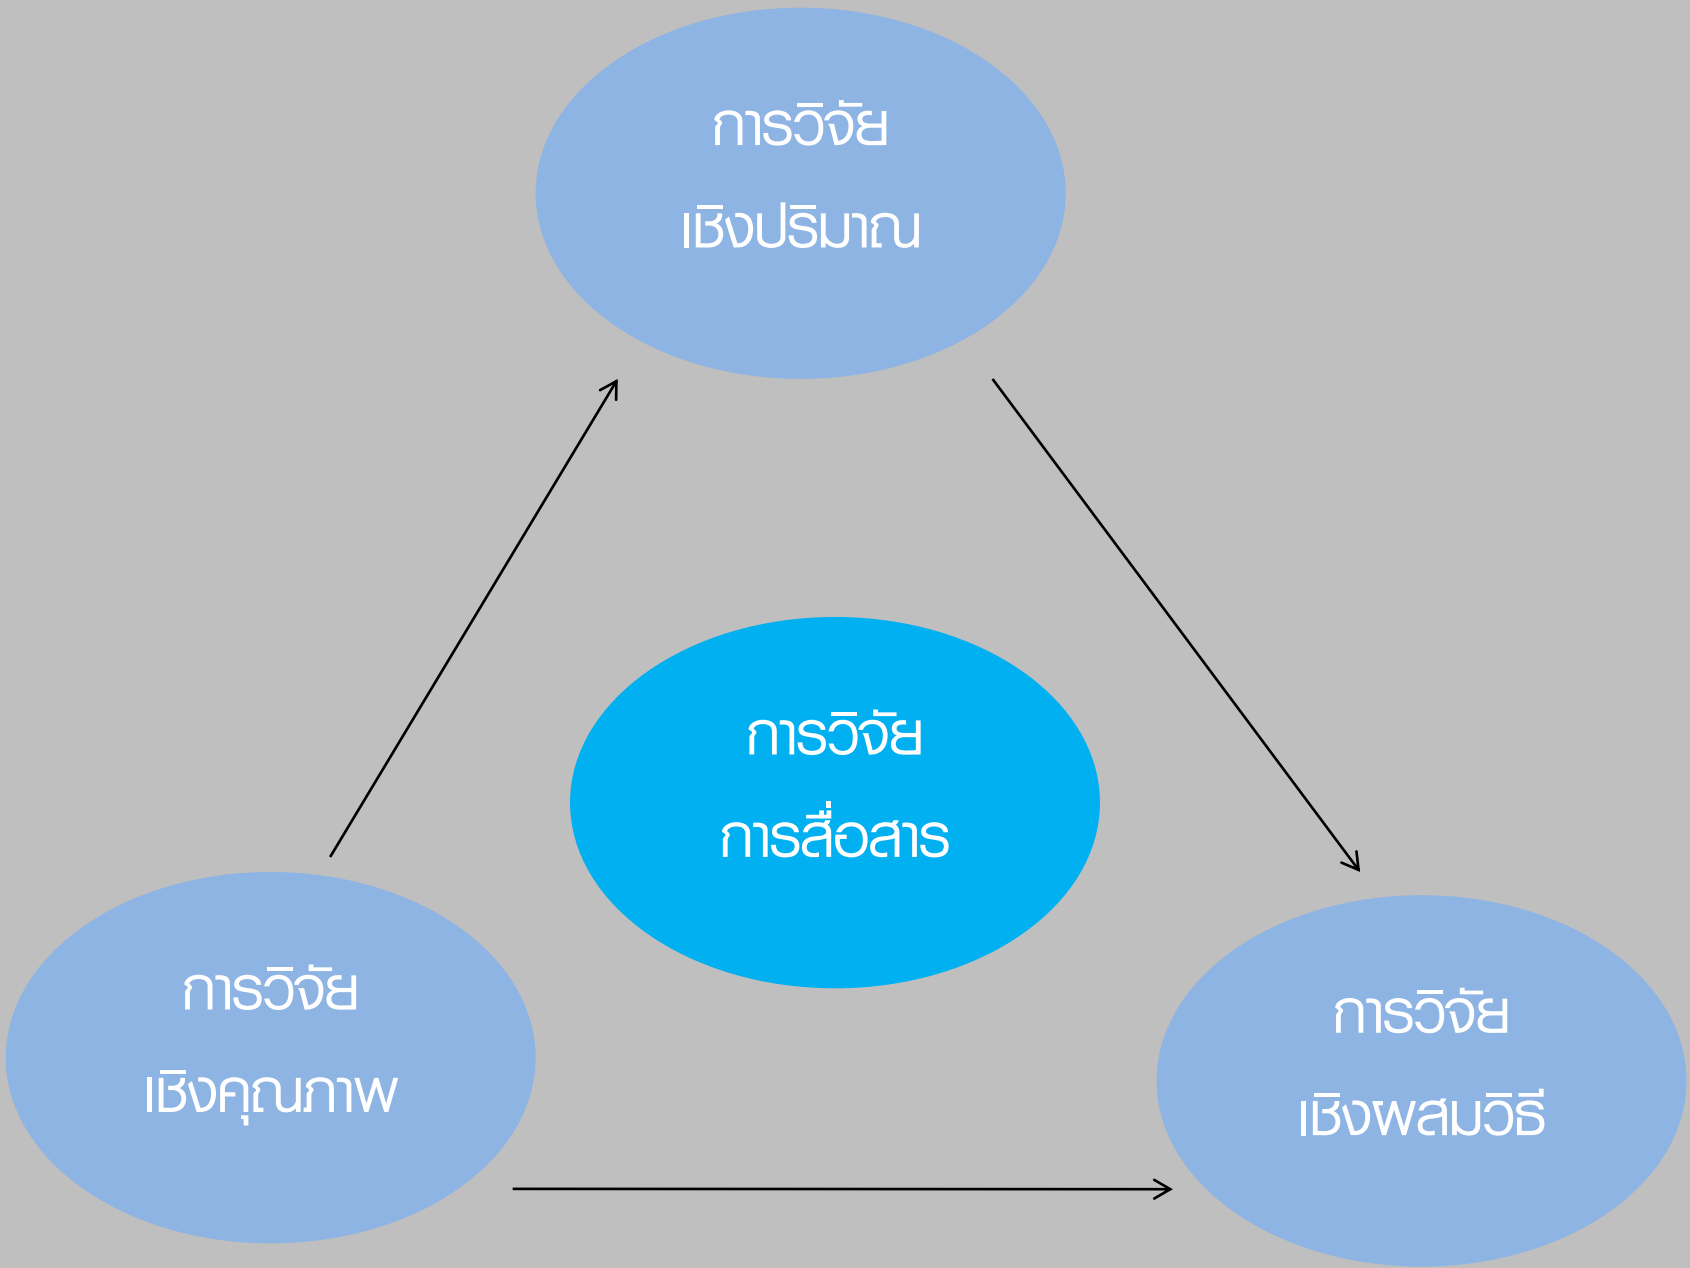 การวิจัย
เชิงปริมาณ
การวิจัย
การสื่อสาร
การวิจัย
เชิงคุณภาพ
การวิจัย
เชิงผสมวิธี